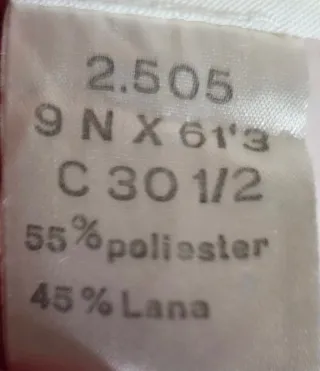 2.505
9 N X 61'3
C 30 1/2
55% poliester
45% Lana